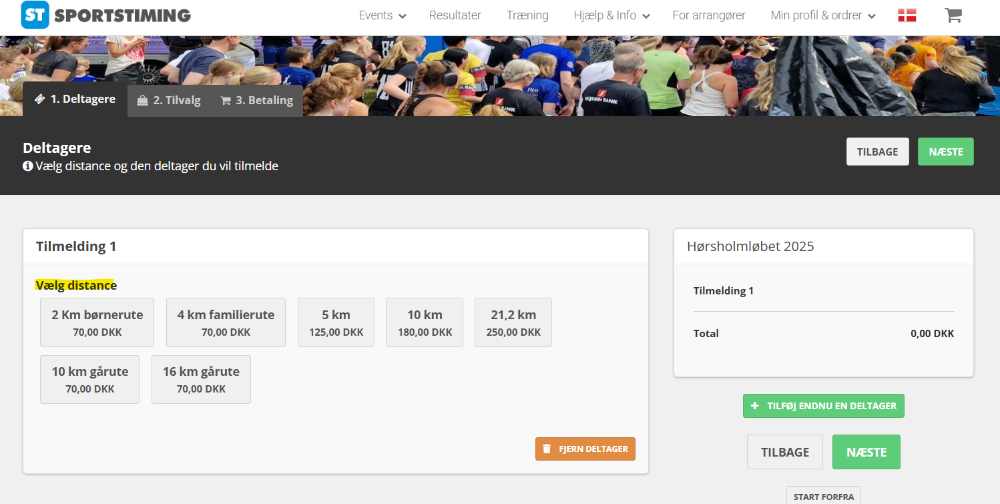 ST SPORTSTIMING
Events Resultater Træning Hjælp & Info For arrangører Min profil & ordrer
1. Deltagere 2. Tilvalg 3. Betaling
SKJERN BANK
Deltagere
Vælg distance og den deltager du vil tilmelde
TILBAGE NÆSTE
Tilmelding 1
Vælg distance
2 Km børnerute
70,00 DKK
4 km familierute
70,00 DKK
5 km
125,00 DKK
10 km
180,00 DKK
21,2 km
250,00 DKK
10 km gårute
70,00 DKK
16 km gårute
70,00 DKK
FJERN DELTAGER
Hørsholmløbet 2025
Tilmelding 1
Total 0,00 DKK
TILFØJ ENDNU EN DELTAGER
TILBAGE NÆSTE
START FORFRA